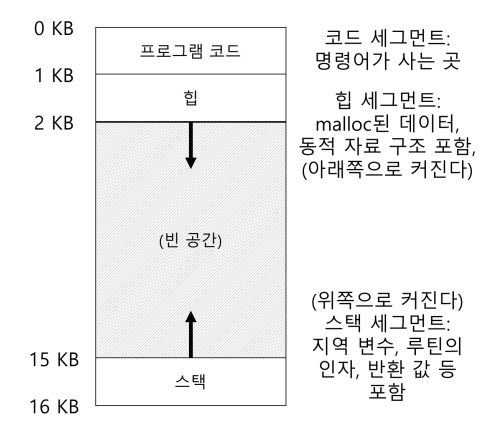 0 KB
프로그램 코드
코드 세그먼트:
명령어가 사는 곳
1 KB
힙
힙 세그먼트:
malloc된 데이터,
동적 자료 구조 포함,
(아래쪽으로 커진다)
2 KB
(빈 공간)
(위쪽으로 커진다)
스택 세그먼트:
지역 변수, 루틴의
인자, 반환 값 등
포함
15 KB
스택
16 KB